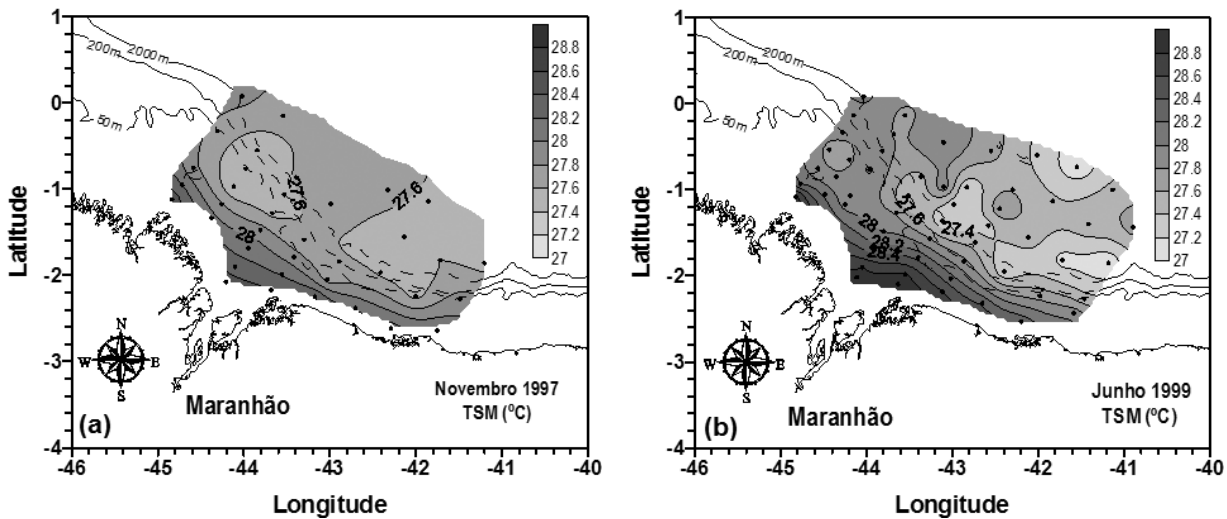 1
0
-1
-2
-3
-4
Latitude
200m
2000m
50m
27.6
27.6
28
28.8
28.6
28.4
28.2
28
27.8
27.6
27.4
27.2
27
N
W E
S
Maranhão
Novembro 1997
TSM (ºC)
(a)
-46 -45 -44 -43 -42 -41 -40
Longitude
1
0
-1
-2
-3
-4
Latitude
200m
2000m
50m
27.6
27.4
28
28.2
28.4
28.8
28.6
28.4
28.2
28
27.8
27.6
27.4
27.2
27
N
W E
S
Maranhão
Junho 1999
TSM (ºC)
(b)
-46 -45 -44 -43 -42 -41 -40
Longitude